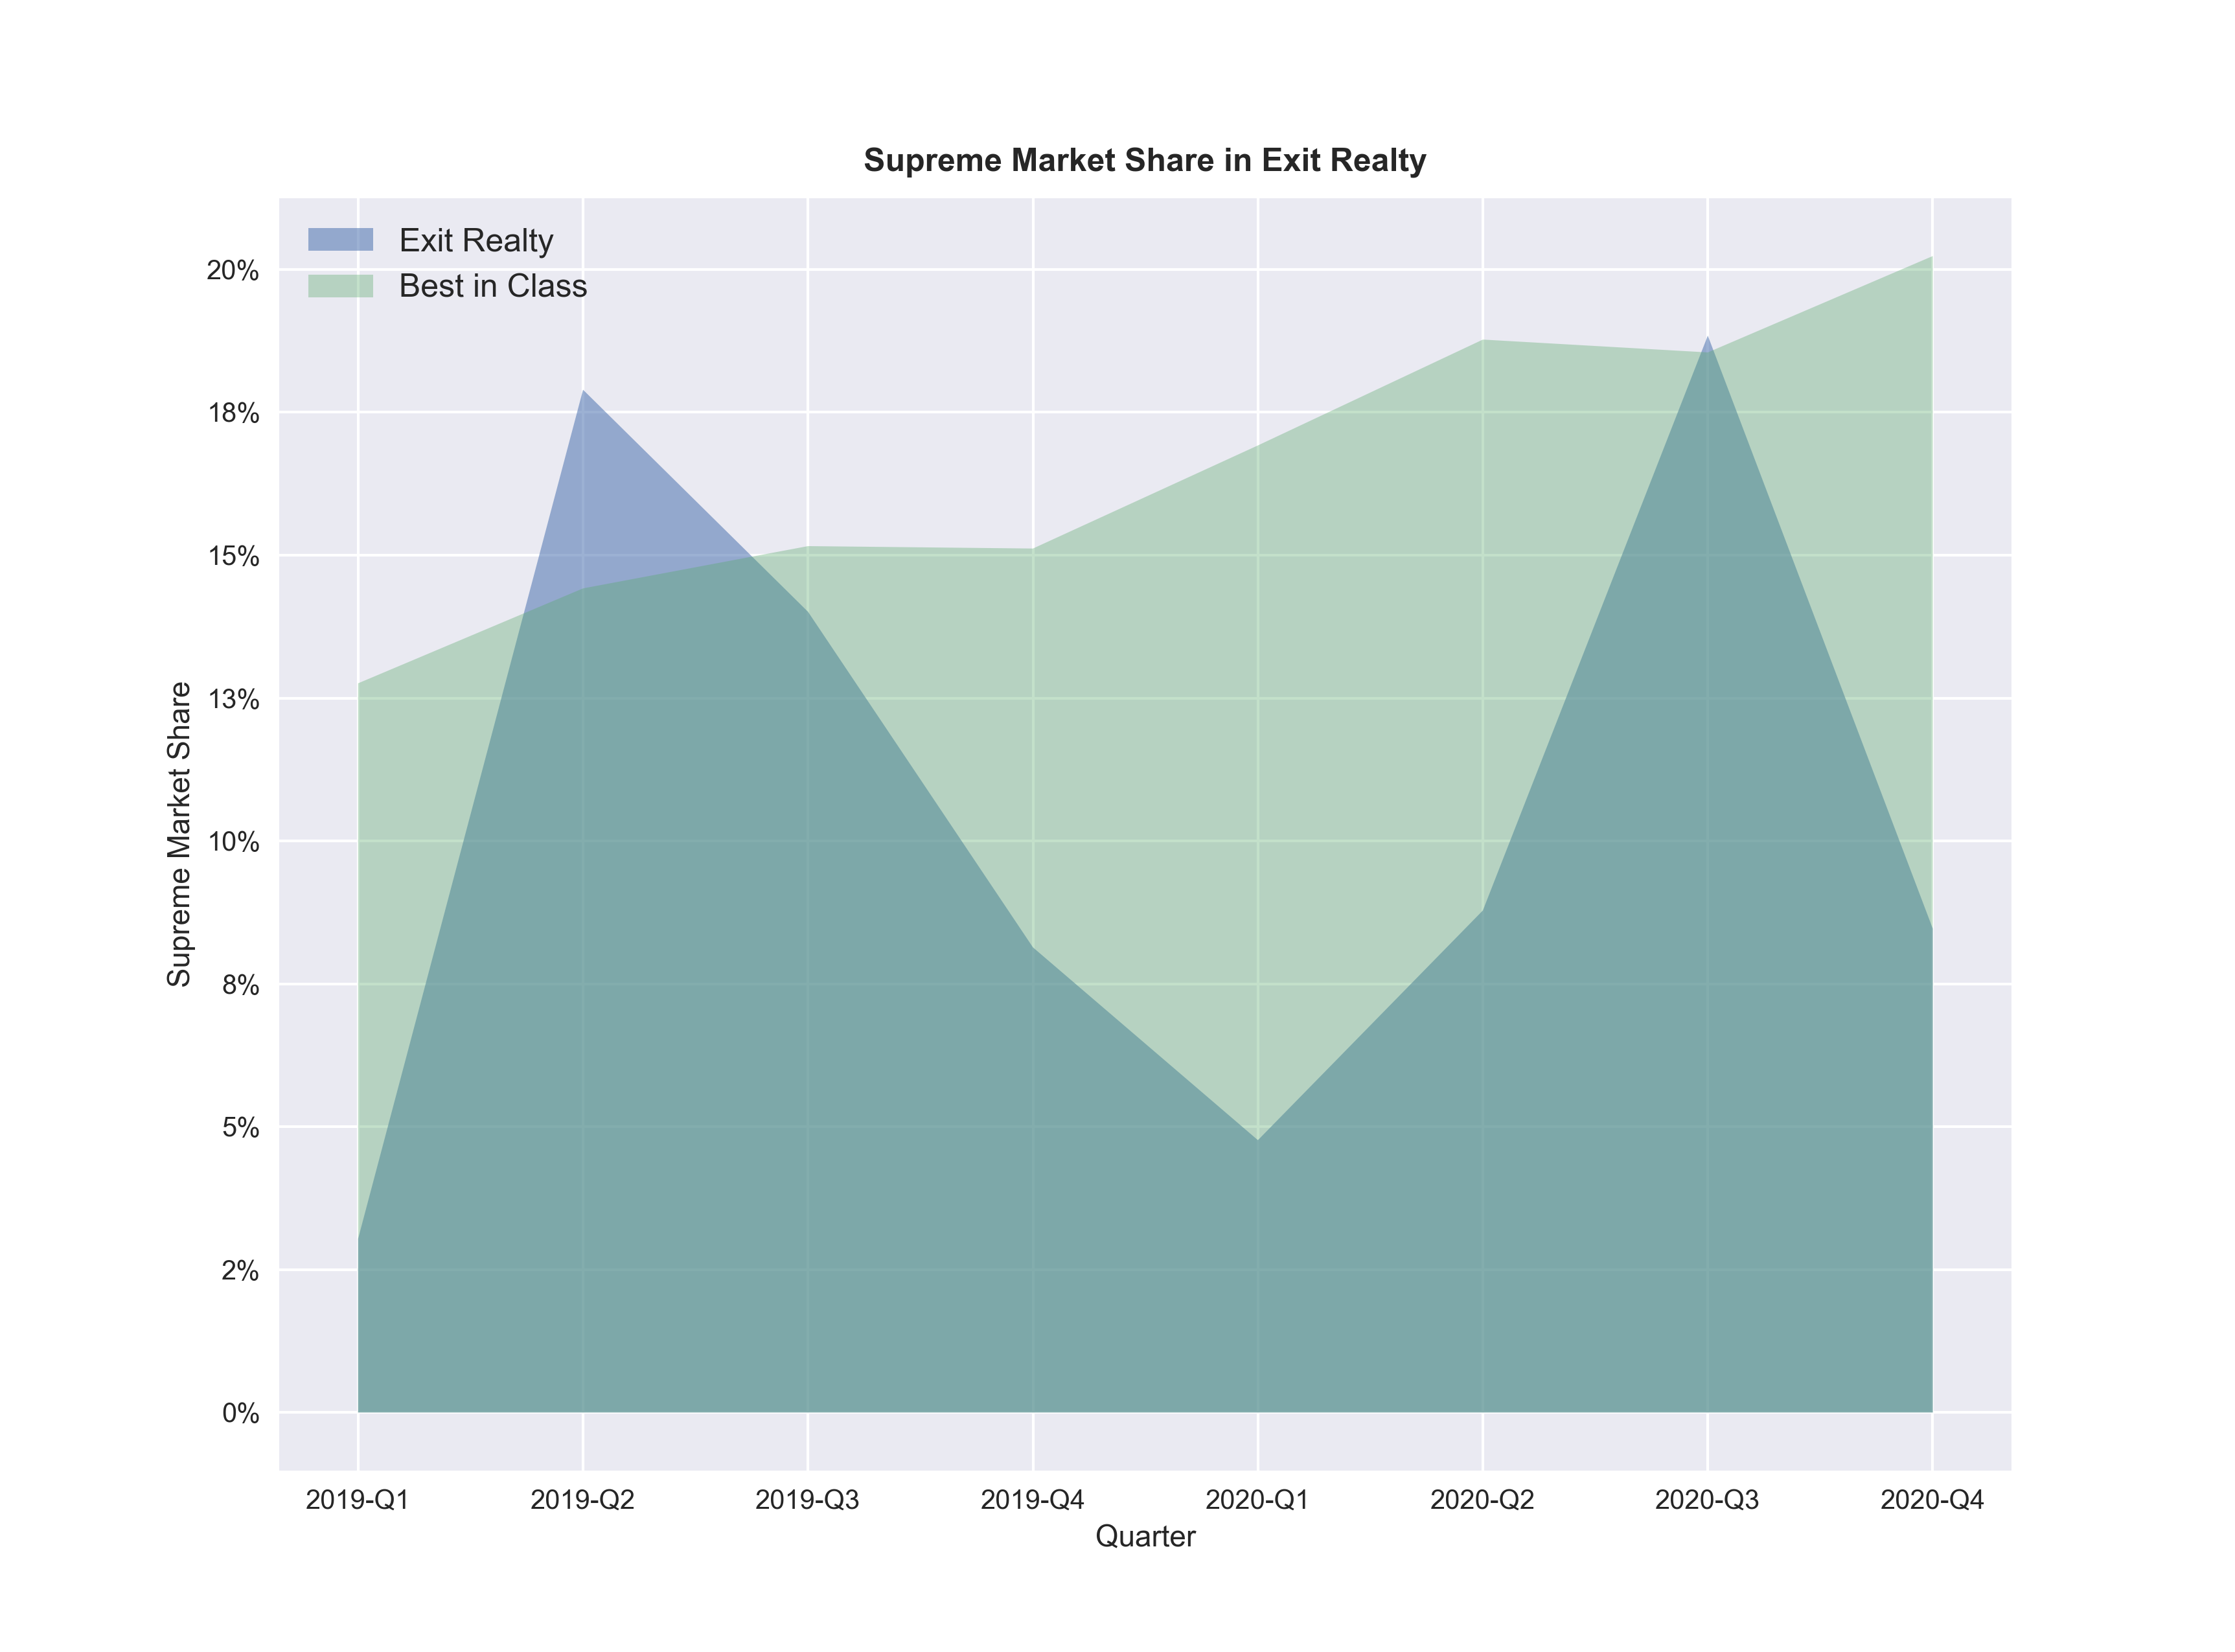 Supreme Market Share in Exit Realty
Exit Realty
Best in Class
20%
18%
15%
13%
10%
8%
5%
2%
0%
Supreme Market Share
2019-Q1 2019-Q2 2019-Q3 2019-Q4 2020-Q1 2020-Q2 2020-Q3 2020-Q4
Quarter